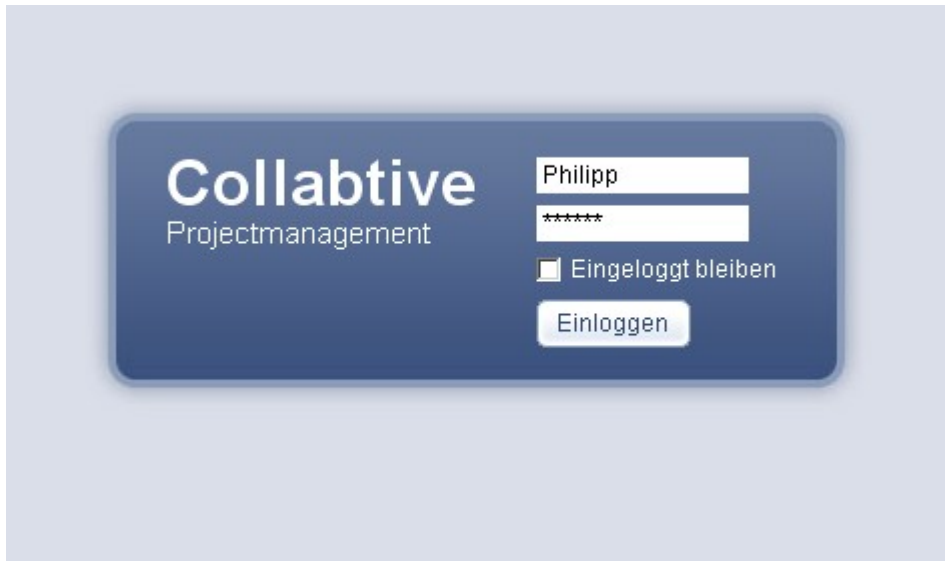 Collabtive
Projectmanagement
Philipp
******
Eingeloggt bleiben
Einloggen